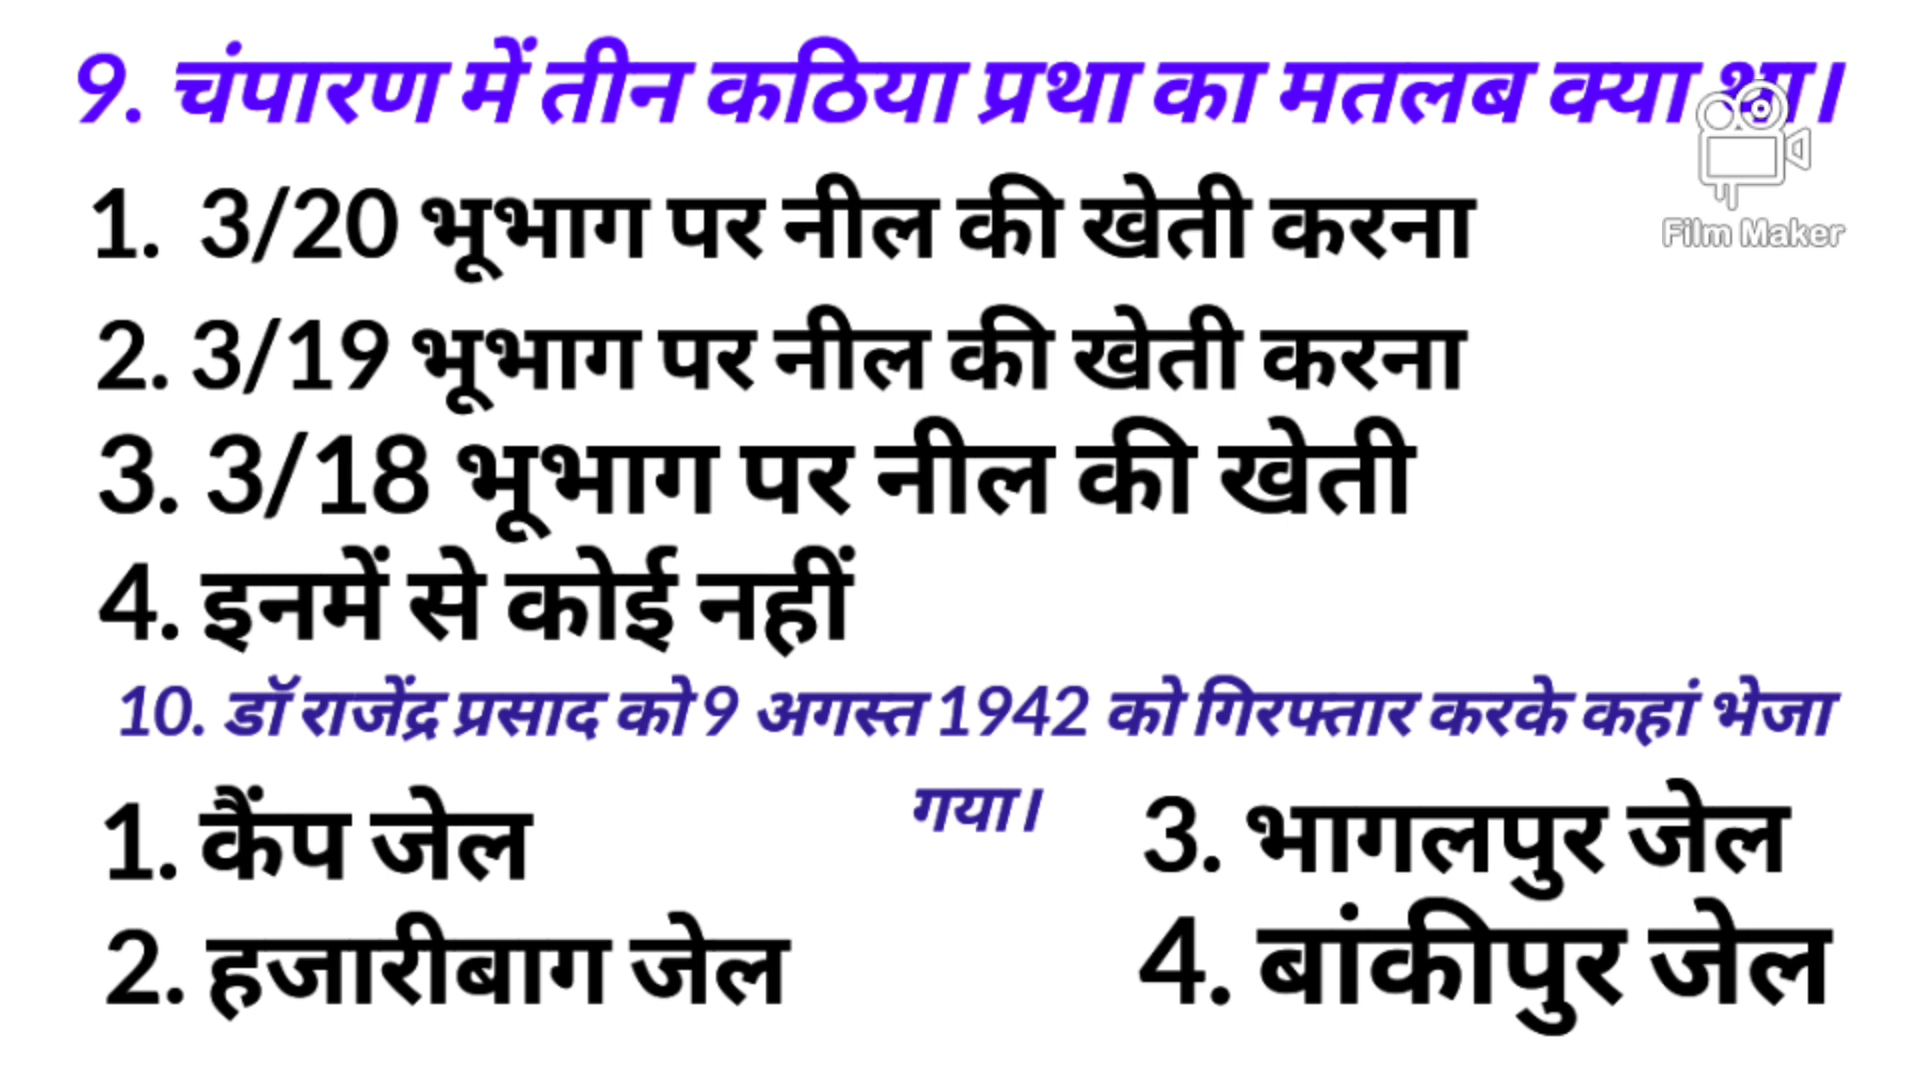 9. चंपारण में तीन कठिया प्रथा का मतलब क्या था।
1. 3/20 भूभाग पर नील की खेती करना
Film Maker
2. 3/19 भूभाग पर नील की खेती करना
3. 3/18 भूभाग पर नील की खेती
4. इनमें से कोई नहीं
10. डॉ राजेंद्र प्रसाद को 9 अगस्त 1942 को गिरफ्तार करके कहां भेजा
गया।
1. कैंप जेल
2. हजारीबाग जेल
3. भागलपुर जेल
4. बांकीपुर जेल